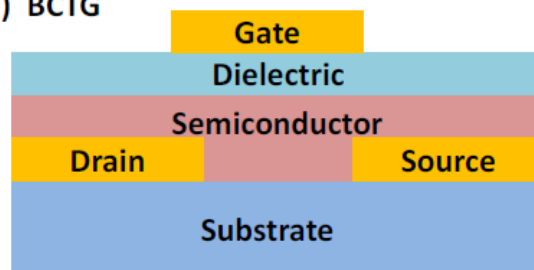 ) BCTG
Gate
Dielectric
Semiconductor
Drain
Source
Substrate